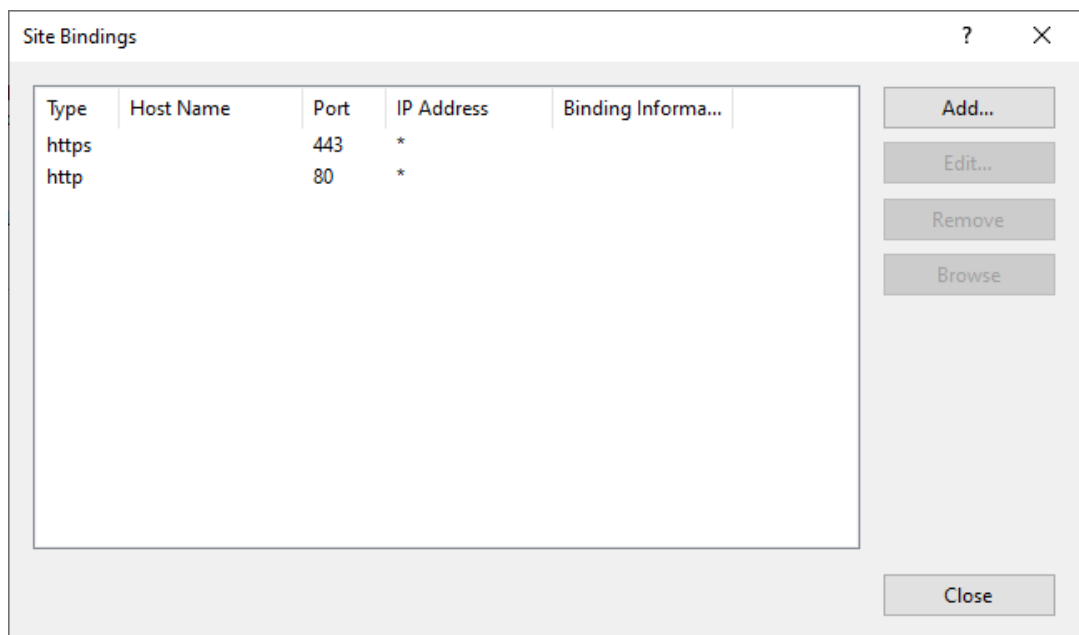 Site Bindings ?
Type Host Name Port IP Address Binding Informa... Add...
https 443 *
Edit...
http 80 *
Remove
Browse
Close